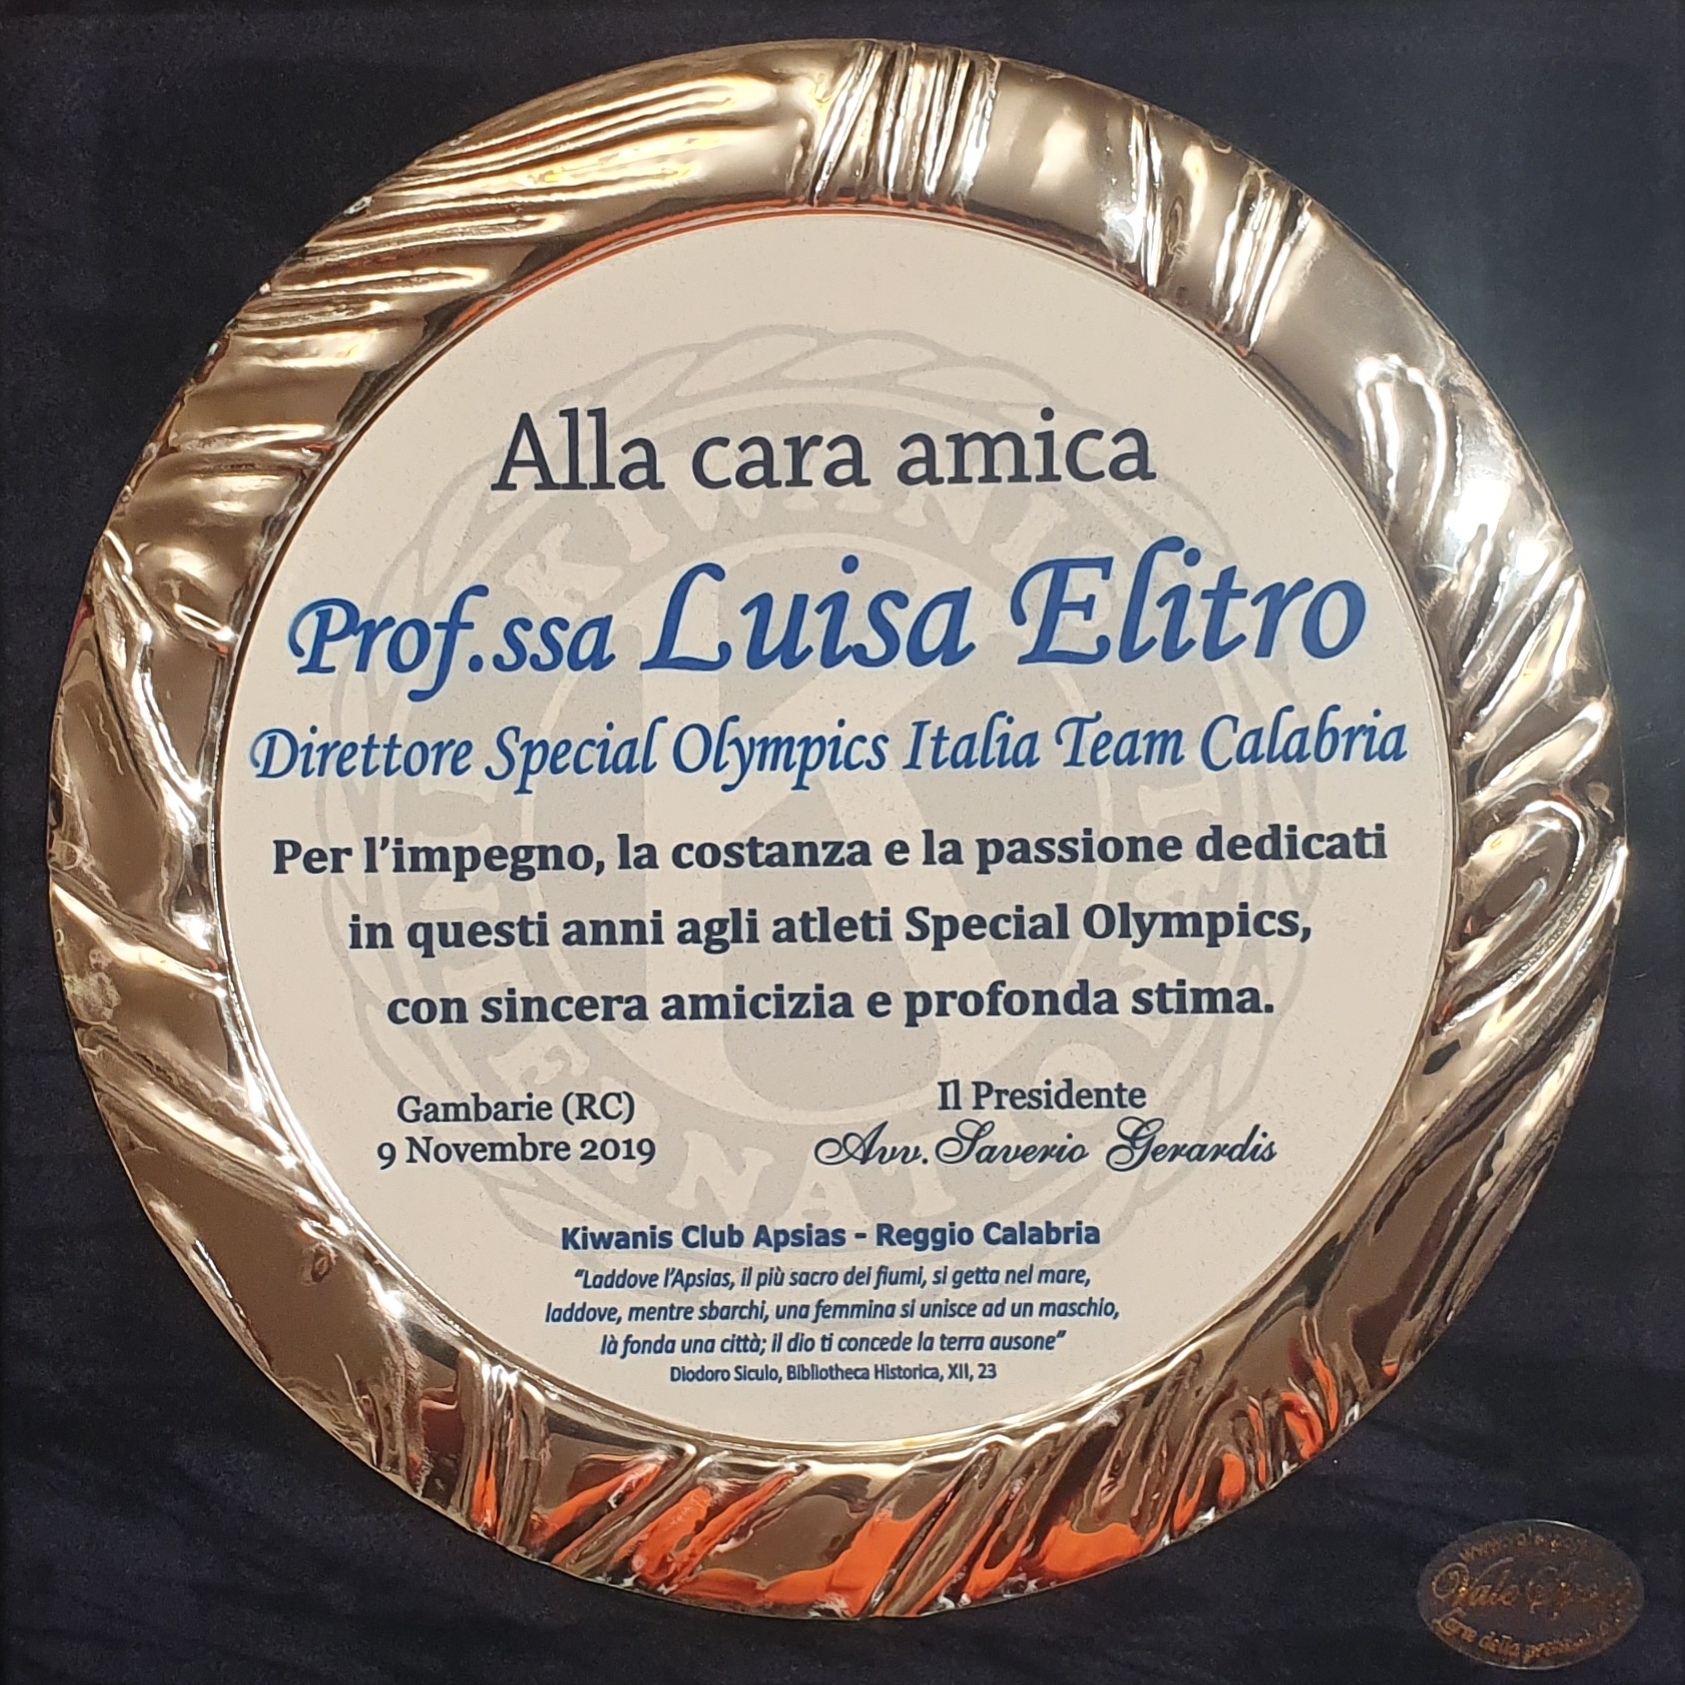 Alla cara amica
Prof.ssa Luisa Elitro
Direttore Special Olympics Italia Team Calabria
Per l'impegno, la costanza e la passione dedicati
in questi anni agli atleti Special Olympics,
con sincera amicizia e profonda stima.
Gambarie (RC)
9 Novembre 2019
Il Presidente
Avv. Saverio Gerardis
Kiwanis Club Apsias - Reggio Calabria
“Laddove l'Apsias, il più sacro dei fiumi, si getta nel mare,
laddove, mentre sbarchi, una femmina si unisce ad un maschio,
là fonda una città; il dio ti concede la terra ausone”
Diodoro Siculo, Bibliotheca Historica, XII, 23
KIWANIS
INTERNATIONAL